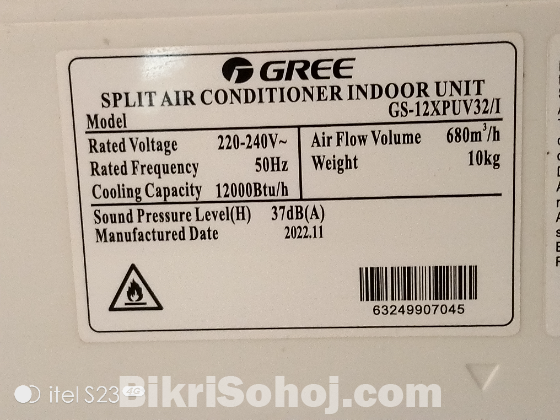 GREE
SPLIT AIR CONDITIONER INDOOR UNIT
Model GS-12XPUV32/I
Rated Voltage 220-240V~
Rated Frequency 50Hz
Cooling Capacity 12000Btu/h
Air Flow Volume 680m³/h
Weight 10kg
Sound Pressure Level(H) 37dB(A)
Manufactured Date 2022.11
63249907045
itel S23
BikriSohoj.com